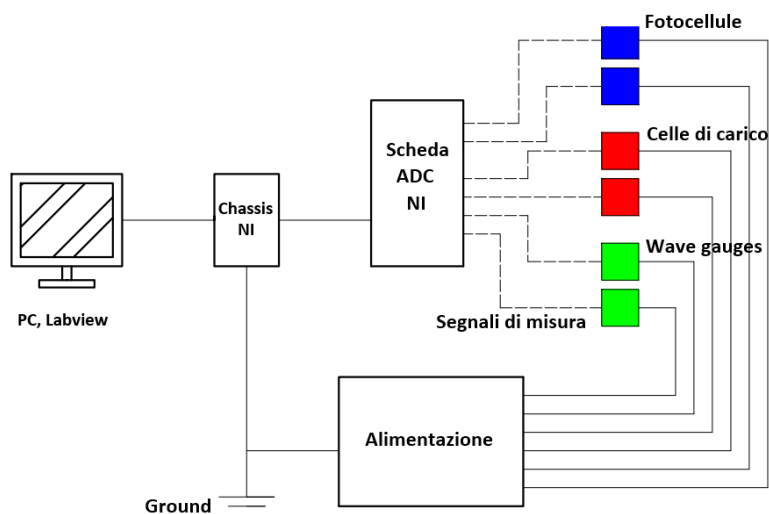 Fotocellule
Celle di carico
Scheda
ADC
NI
Chassis
NI
Wave gauges
PC, Labview
Segnali di misura
Alimentazione
Ground